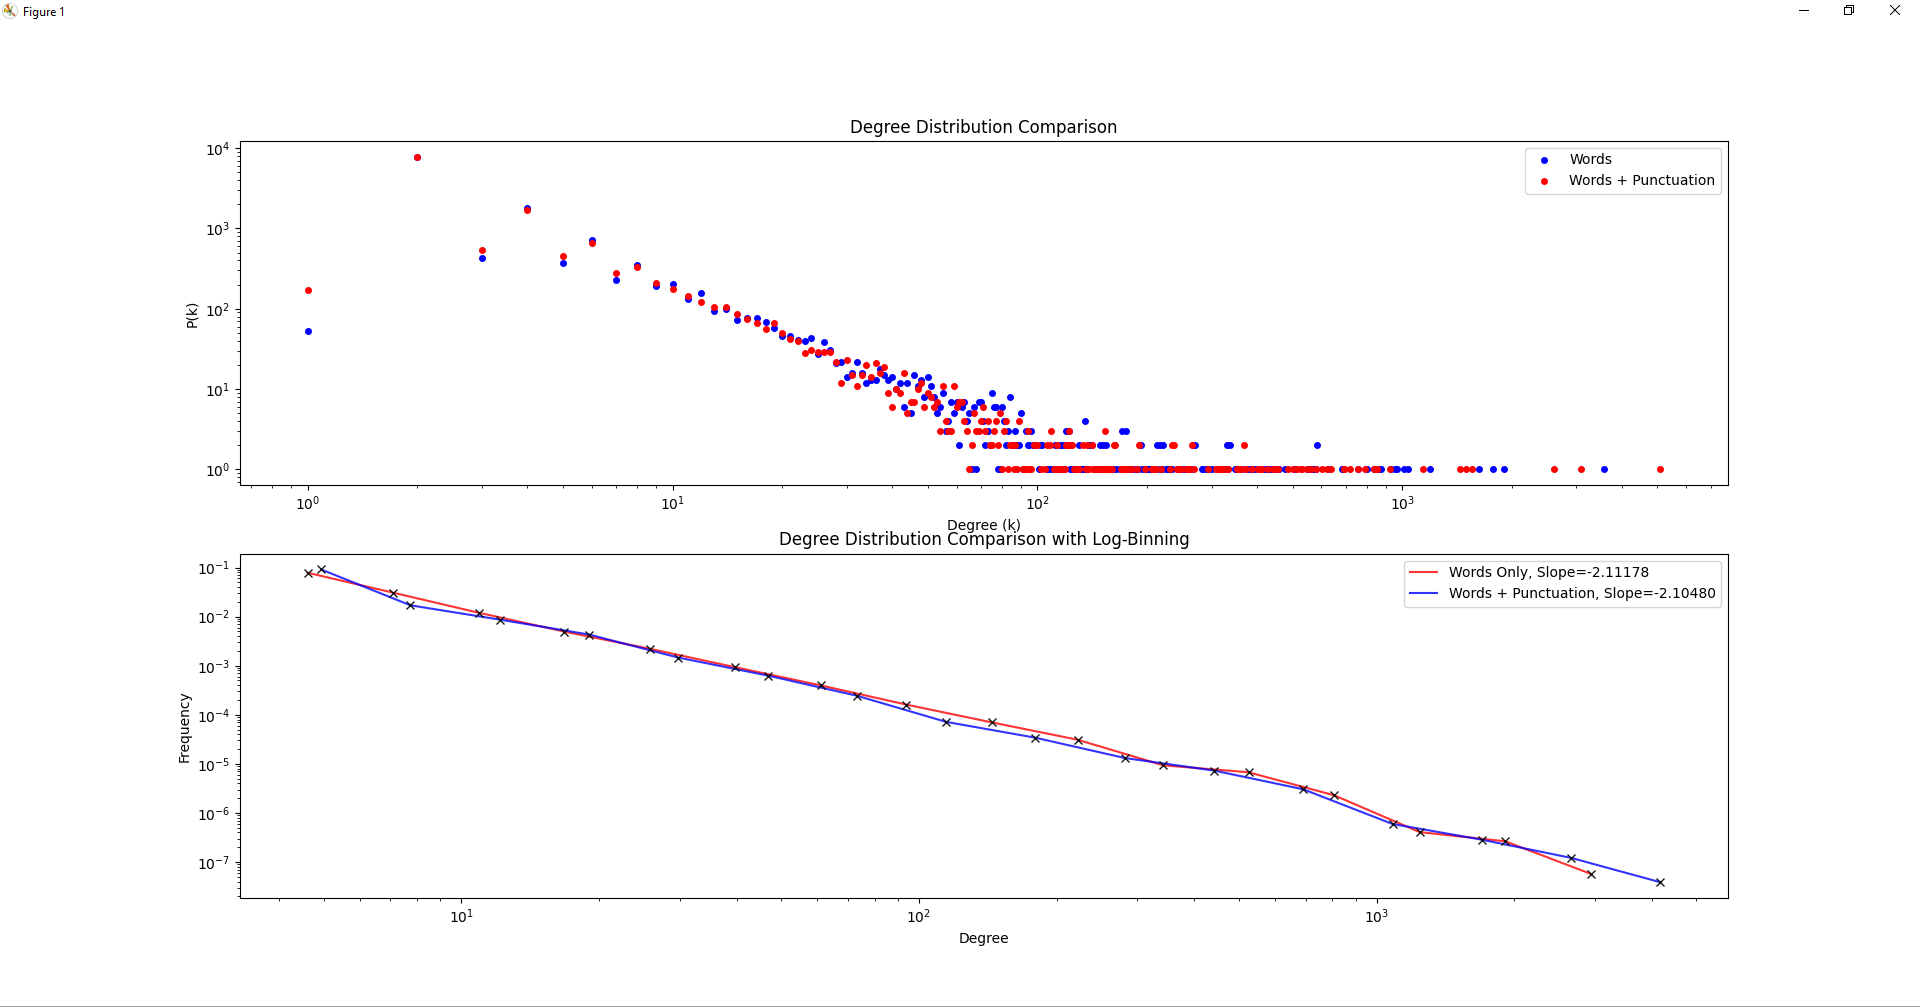 Figure 1
Degree Distribution Comparison
P(k)
10^4
10^3
10^2
10^1
10^0
Words
Words + Punctuation
10^0
10^1
10^2
10^3
Degree (k)
Degree Distribution Comparison with Log-Binning
Frequency
10^-1
10^-2
10^-3
10^-4
10^-5
10^-6
10^-7
Words Only, Slope=-2.11178
Words + Punctuation, Slope=-2.10480
10^1
10^2
10^3
Degree